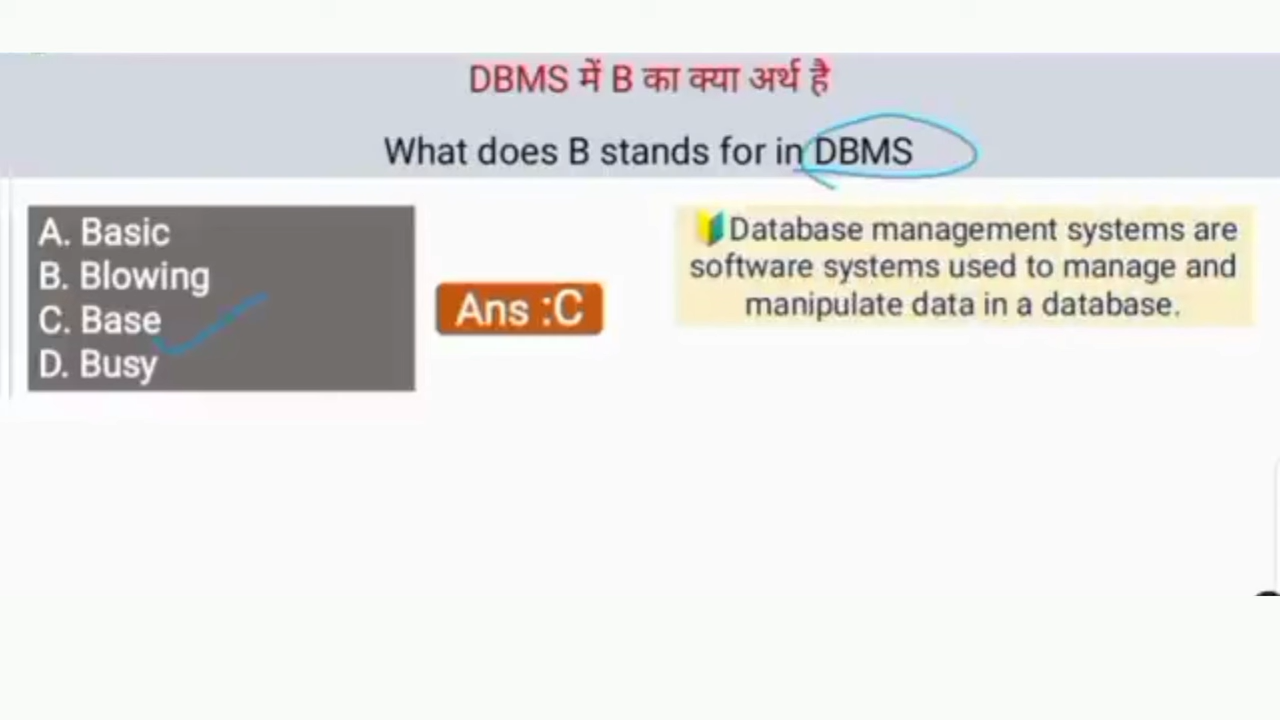 DBMS में B का क्या अर्थ है
What does B stands for in DBMS
A. Basic
B. Blowing
C. Base
D. Busy
Ans :C
Database management systems are
software systems used to manage and
manipulate data in a database.